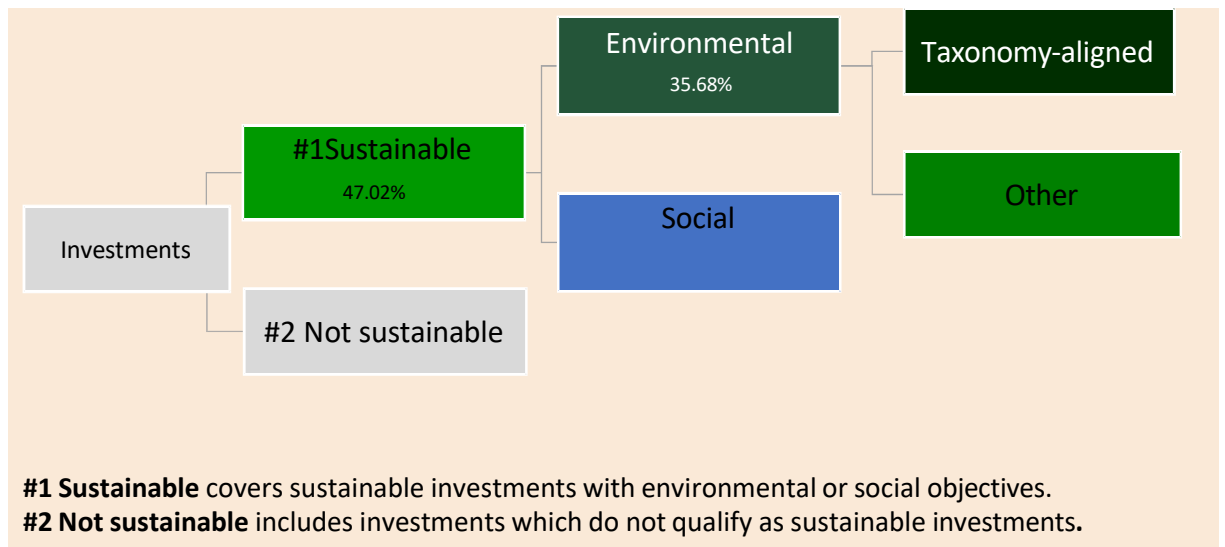 Investments
#1Sustainable
47.02%
#2 Not sustainable
Environmental
35.68%
Social
Taxonomy-aligned
Other
#1 Sustainable covers sustainable investments with environmental or social objectives.
#2 Not sustainable includes investments which do not qualify as sustainable investments.